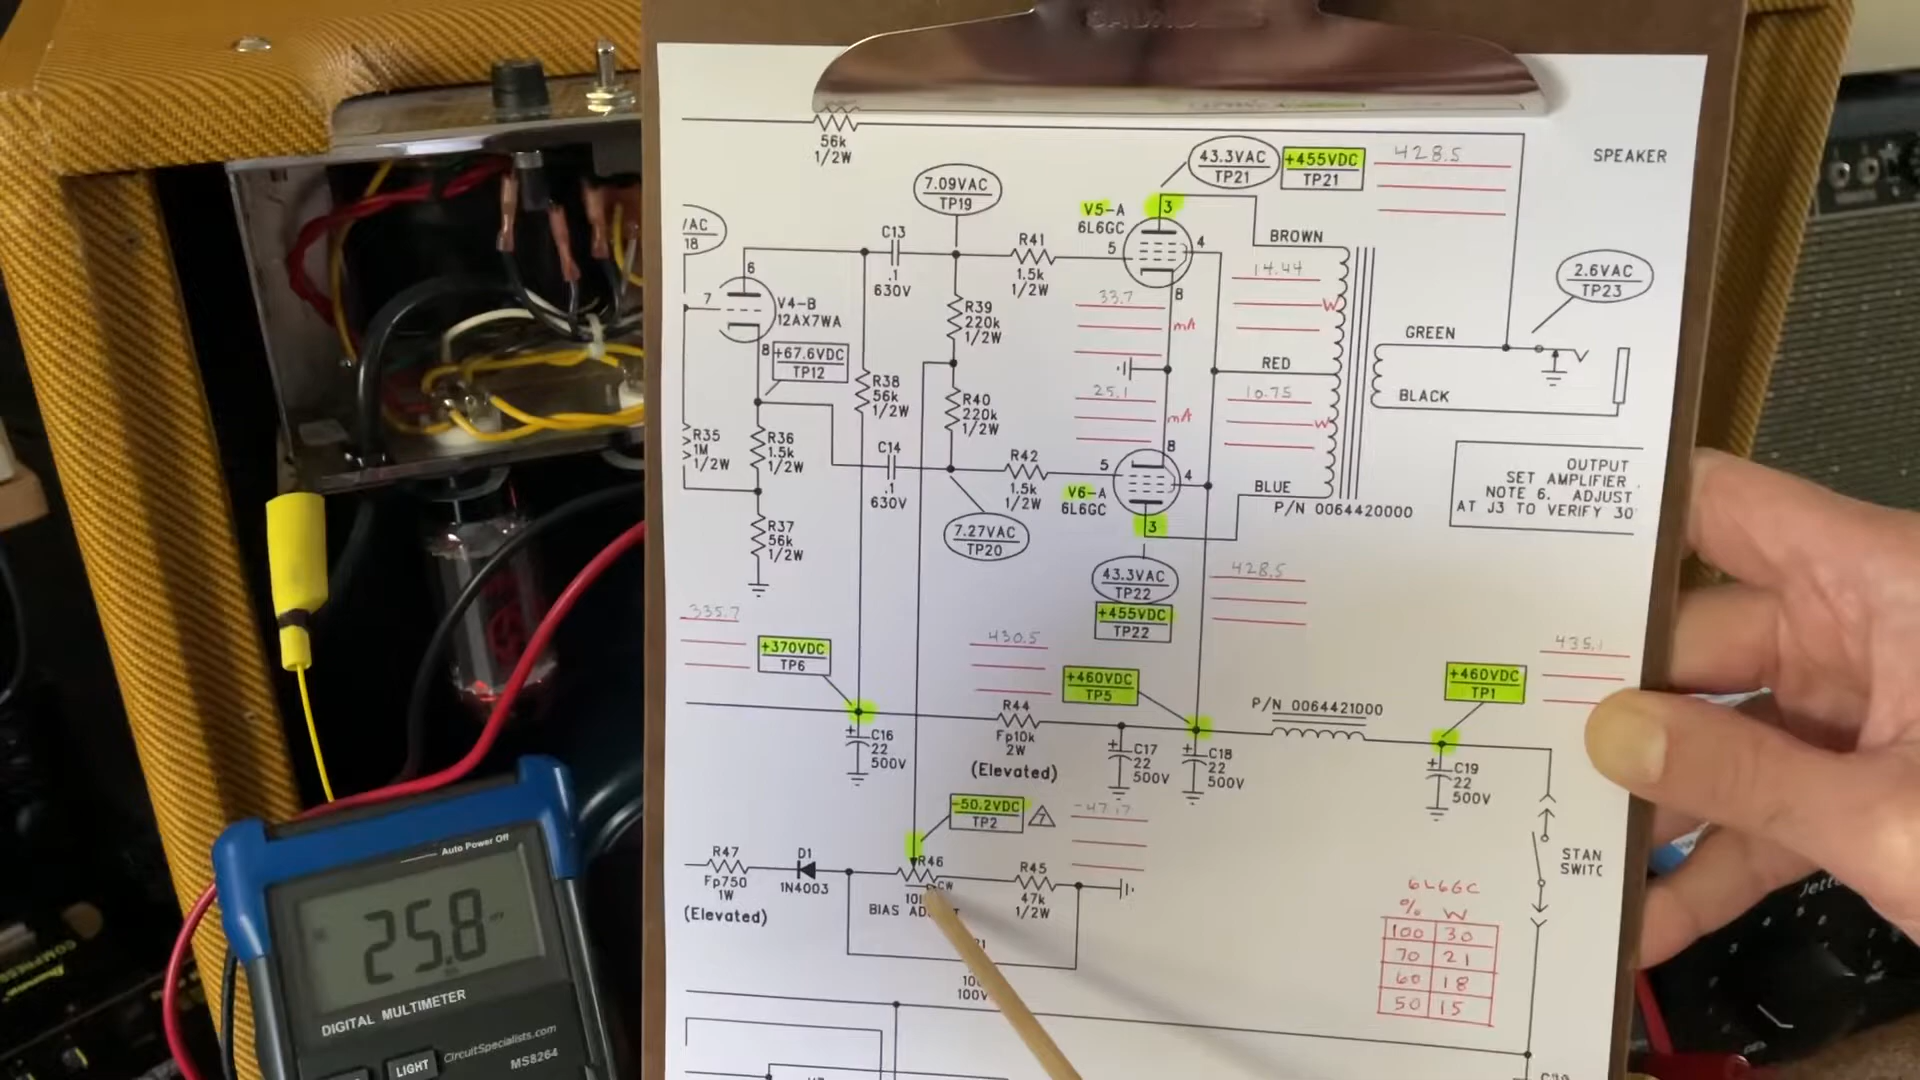 56k
1/2W
43.3VAC
TP21
+455VDC
TP21
428.5
SPEAKER
7.09VAC
TP19
/AC
18
V5-A
6L6GC
3
5
4
8
BROWN
2.6VAC
TP23
C13
.1
630V
R41
1.5k
1/2W
14.44
W
33.7
mA
6
7
V4-B
12AX7WA
8
+67.6VDC
TP12
R39
220k
1/2W
GREEN
RED
BLACK
R38
56k
1/2W
R40
220k
1/2W
25.1
mA
10.75
W
R35
1M
1/2W
R36
1.5k
1/2W
C14
.1
630V
R42
1.5k
1/2W
8
5
4
V6-A
6L6GC
3
BLUE
P/N 0064420000
OUTPUT
SET AMPLIFIER
NOTE 6. ADJUST
AT J3 TO VERIFY 30
R37
56k
1/2W
7.27VAC
TP20
43.3VAC
TP22
+455VDC
TP22
428.5
335.7
+370VDC
TP6
430.5
+460VDC
TP5
435.1
+460VDC
TP1
P/N 0064421000
R44
Fp10k
2W
(Elevated)
C16
22
500V
C17
22
500V
C18
22
500V
C19
22
500V
-50.2VDC
TP2
7
-47.17
R47
Fp750
1W
(Elevated)
D1
1N4003
R46
CW
BIAS AD
R45
47k
1/2W
100V
STAN
SWITC
6L6GC
% W
100 30
70 21
60 18
50 15
Auto Power Off
25.8
DIGITAL MULTIMETER
CircuitSpecialists.com
LIGHT
MS8264